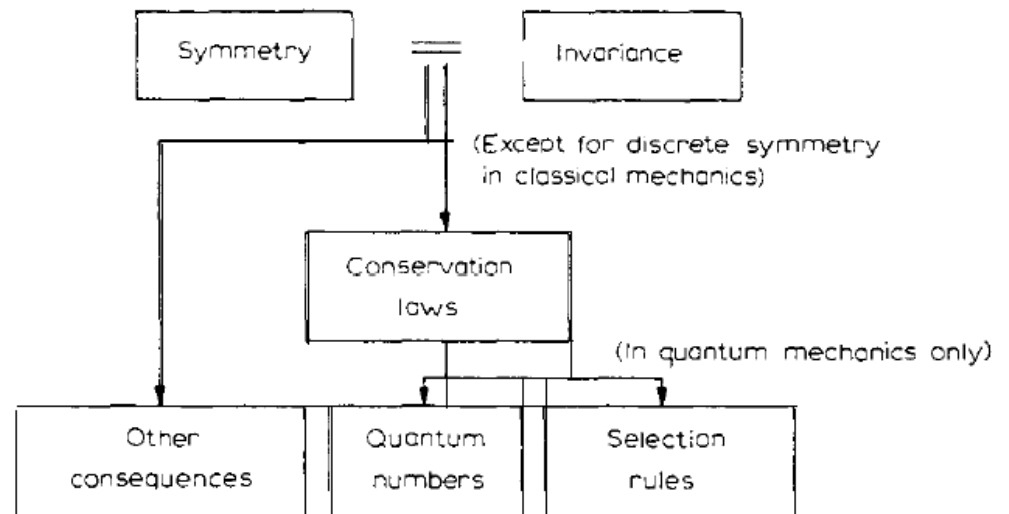 Symmetry
Invariance
(Except for discrete symmetry
in classical mechanics)
Conservation
laws
(In quantum mechanics only)
Other
consequences
Quantum
numbers
Selection
rules